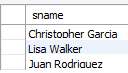 sname
Christopher Garcia
Lisa Walker
Juan Rodriguez